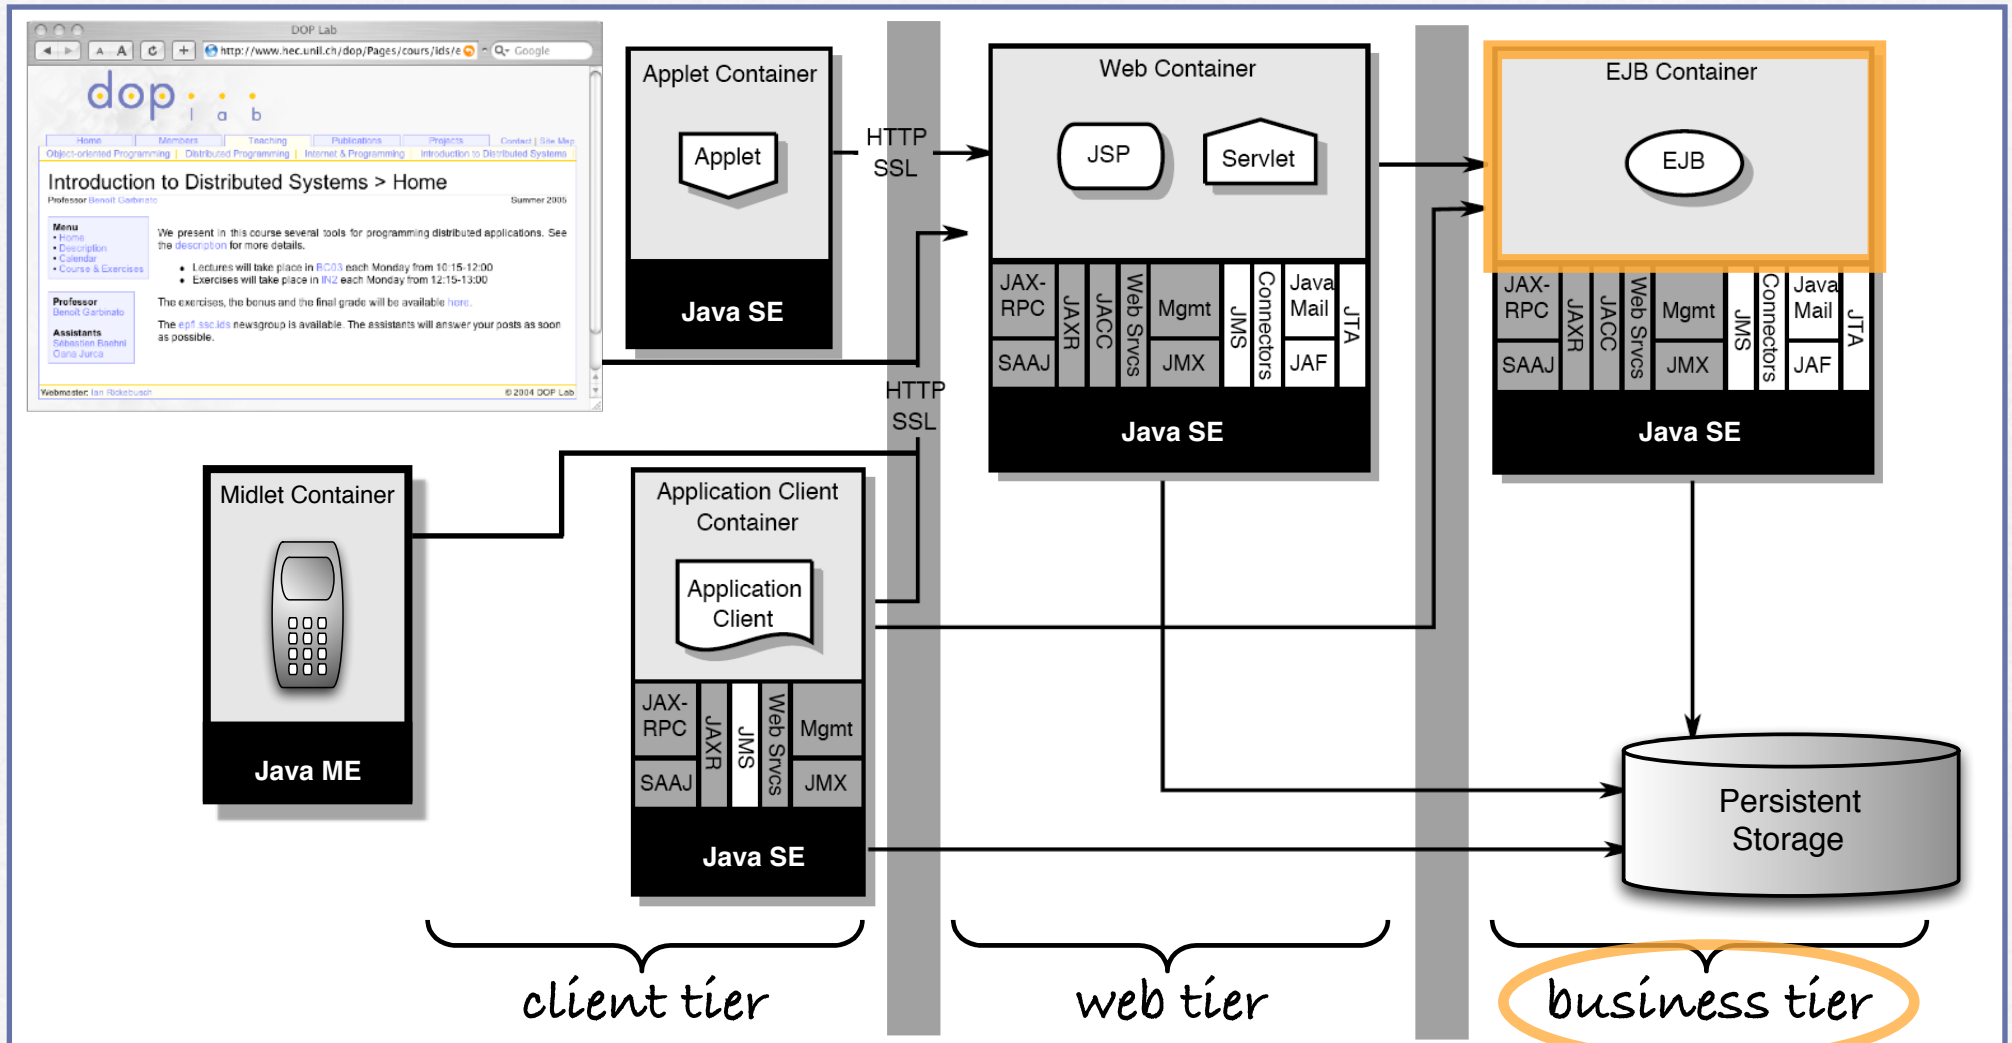 DOP Lab
A A
http://www.hec.unil.ch/dop/Pages/cours/ids/e
Google
dop
lab
Home Members Teaching Publications Projects Contact | Site Map
Object-oriented Programming | Distributed Programming | Internet & Programming | Introduction to Distributed Systems
Introduction to Distributed Systems > Home
Professor Benoît Garbinato Summer 2005
Menu
• Home
• Description
• Calendar
• Course & Exercises
We present in this course several tools for programming distributed applications. See
the description for more details.
• Lectures will take place in BC03 each Monday from 10:15-12:00
• Exercises will take place in IN2 each Monday from 12:15-13:00
Professor
Benoît Garbinato
Assistants
Sébastien Baehni
Oana Jurca
The exercises, the bonus and the final grade will be available here.
The epfl.ssc.ids newsgroup is available. The assistants will answer your posts as soon
as possible.
Webmaster: Ian Rickebusch © 2004 DOP Lab
Applet Container
Applet
Java SE
HTTP
SSL
HTTP
SSL
Web Container
JSP
Servlet
JAX-
RPC
SAAJ
JAXR
JACC
Web Srvcs
Mgmt
JMX
JMS
Connectors
Java
Mail
JAF
JTA
Java SE
EJB Container
EJB
JAX-
RPC
SAAJ
JAXR
JACC
Web Srvcs
Mgmt
JMX
JMS
Connectors
Java
Mail
JAF
JTA
Java SE
Midlet Container
Java ME
Application Client
Container
Application
Client
JAX-
RPC
SAAJ
JAXR
JMS
Web Srvcs
Mgmt
JMX
Java SE
Persistent
Storage
client tier
web tier
business tier